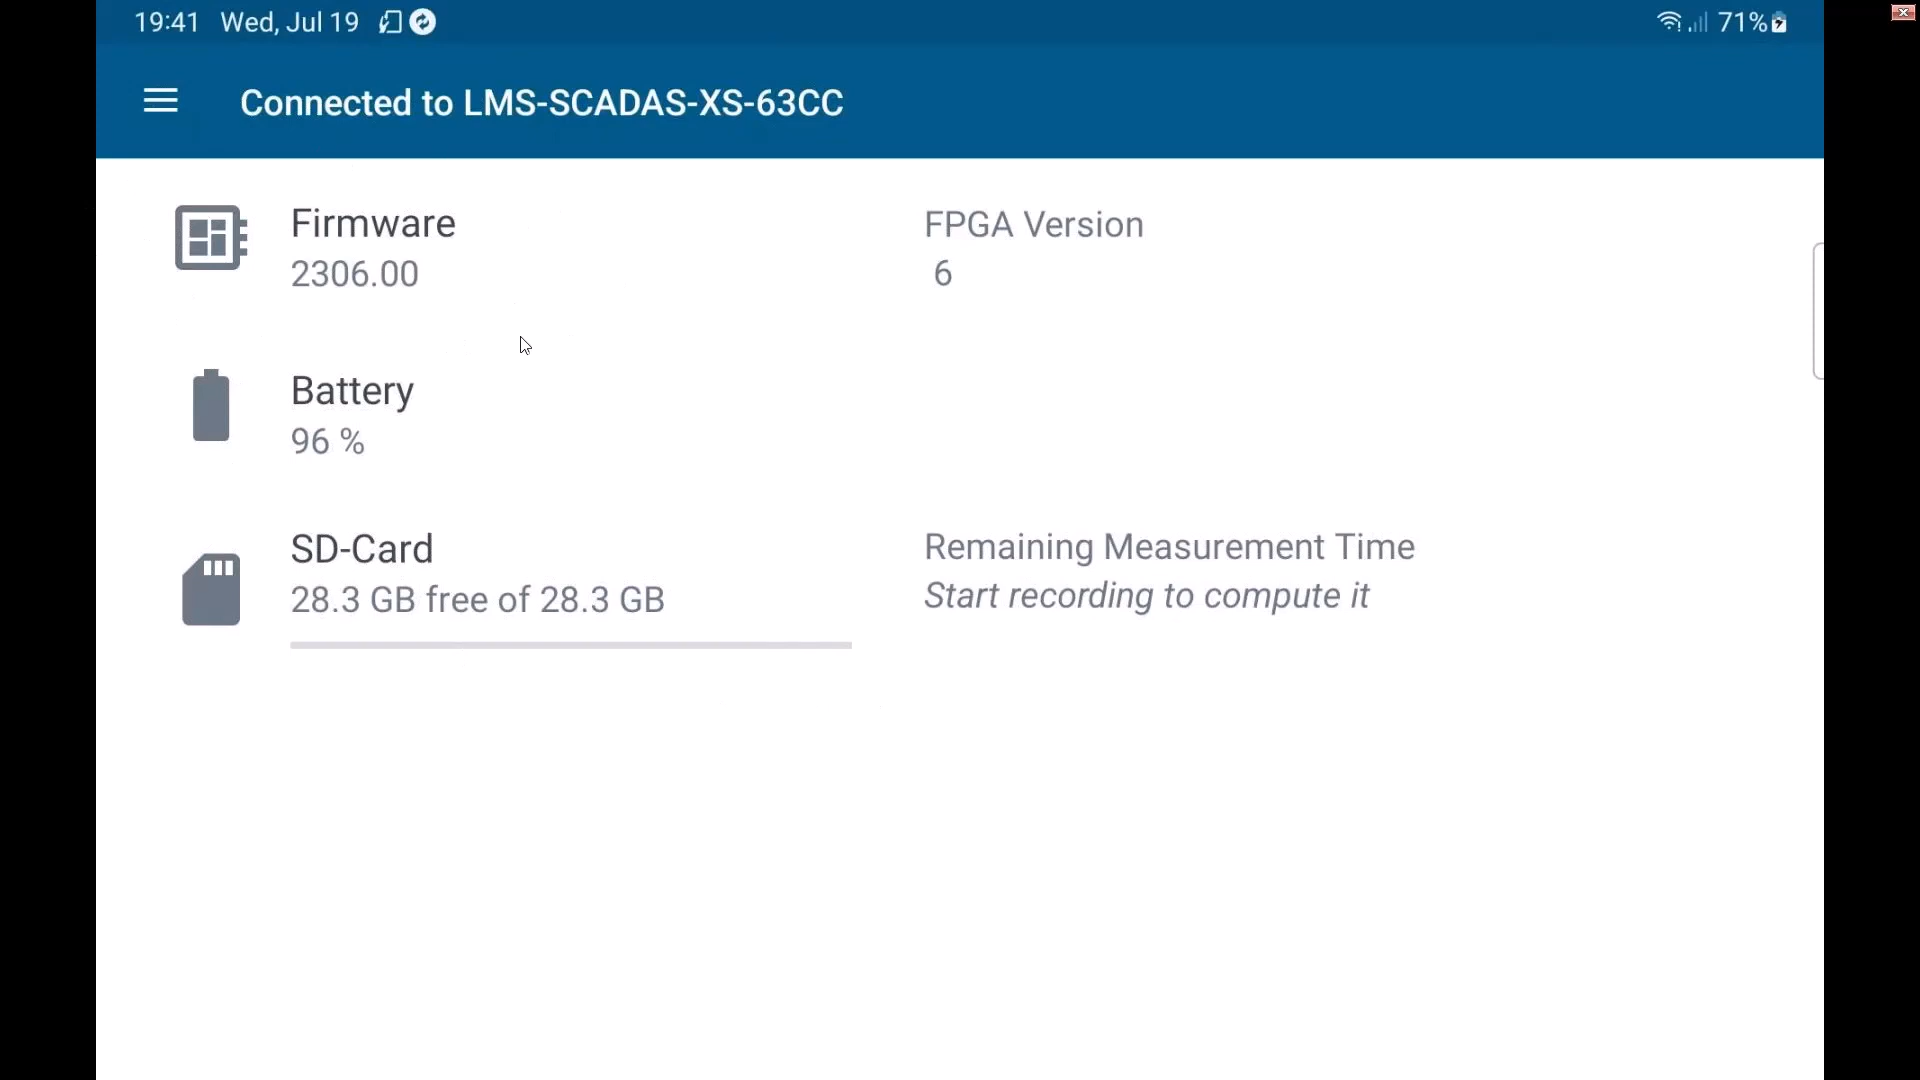 19:41 Wed, Jul 19 71%
Connected to LMS-SCADAS-XS-63CC
Firmware
2306.00
FPGA Version
6
Battery
96 %
SD-Card
28.3 GB free of 28.3 GB
Remaining Measurement Time
Start recording to compute it